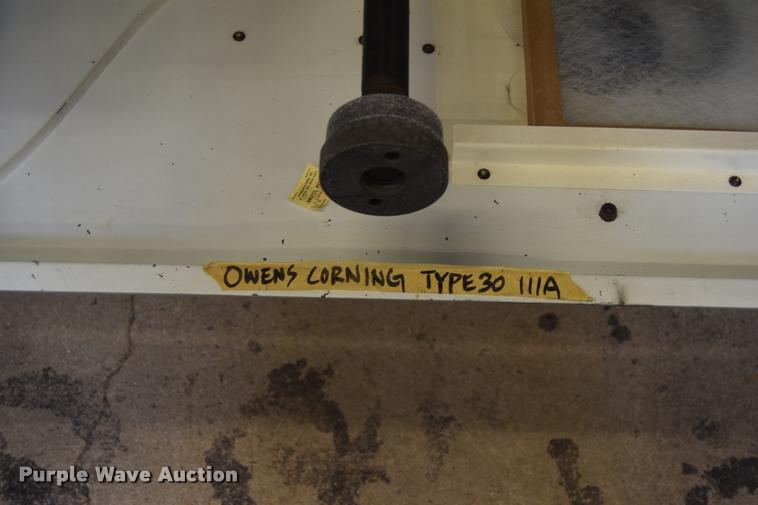 OWENS CORNING TYPE30 111A
Purple Wave Auction®